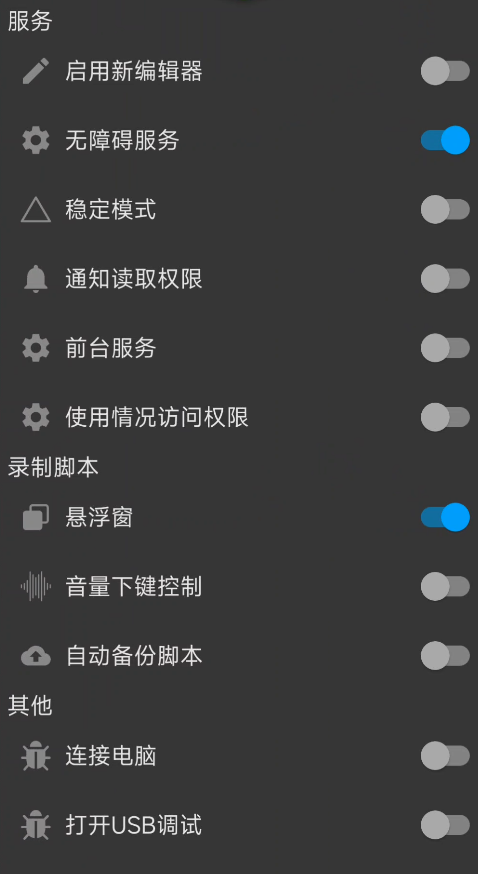 服务
启用新编辑器
无障碍服务
稳定模式
通知读取权限
前台服务
使用情况访问权限
录制脚本
悬浮窗
音量下键控制
自动备份脚本
其他
连接电脑
打开USB调试